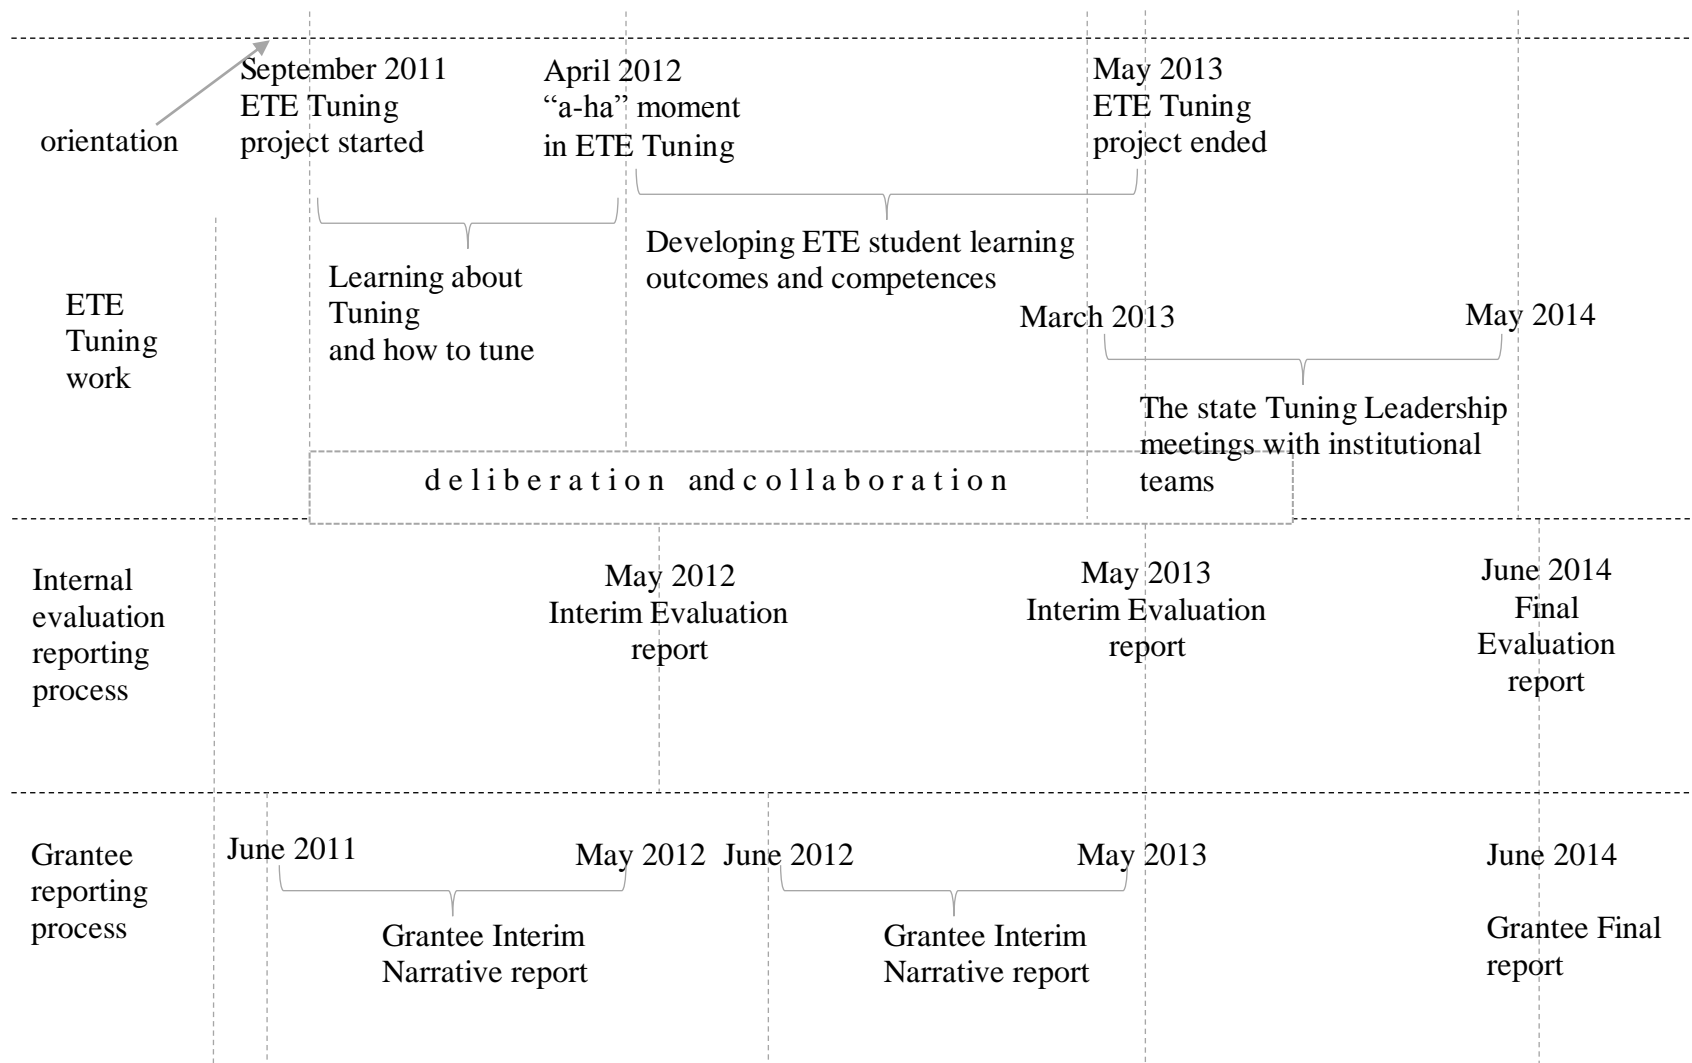 orientation
September 2011
ETE Tuning
project started
April 2012
“a-ha” moment
in ETE Tuning
May 2013
ETE Tuning
project ended
ETE
Tuning
work
Learning about
Tuning
and how to tune
Developing ETE student learning
outcomes and competences
March 2013
May 2014
The state Tuning Leadership
meetings with institutional
teams
deliberation and collaboration
Internal
evaluation
reporting
process
May 2012
Interim Evaluation
report
May 2013
Interim Evaluation
report
June 2014
Final
Evaluation
report
Grantee
reporting
process
June 2011
May 2012
Grantee Interim
Narrative report
June 2012
May 2013
Grantee Interim
Narrative report
June 2014
Grantee Final
report